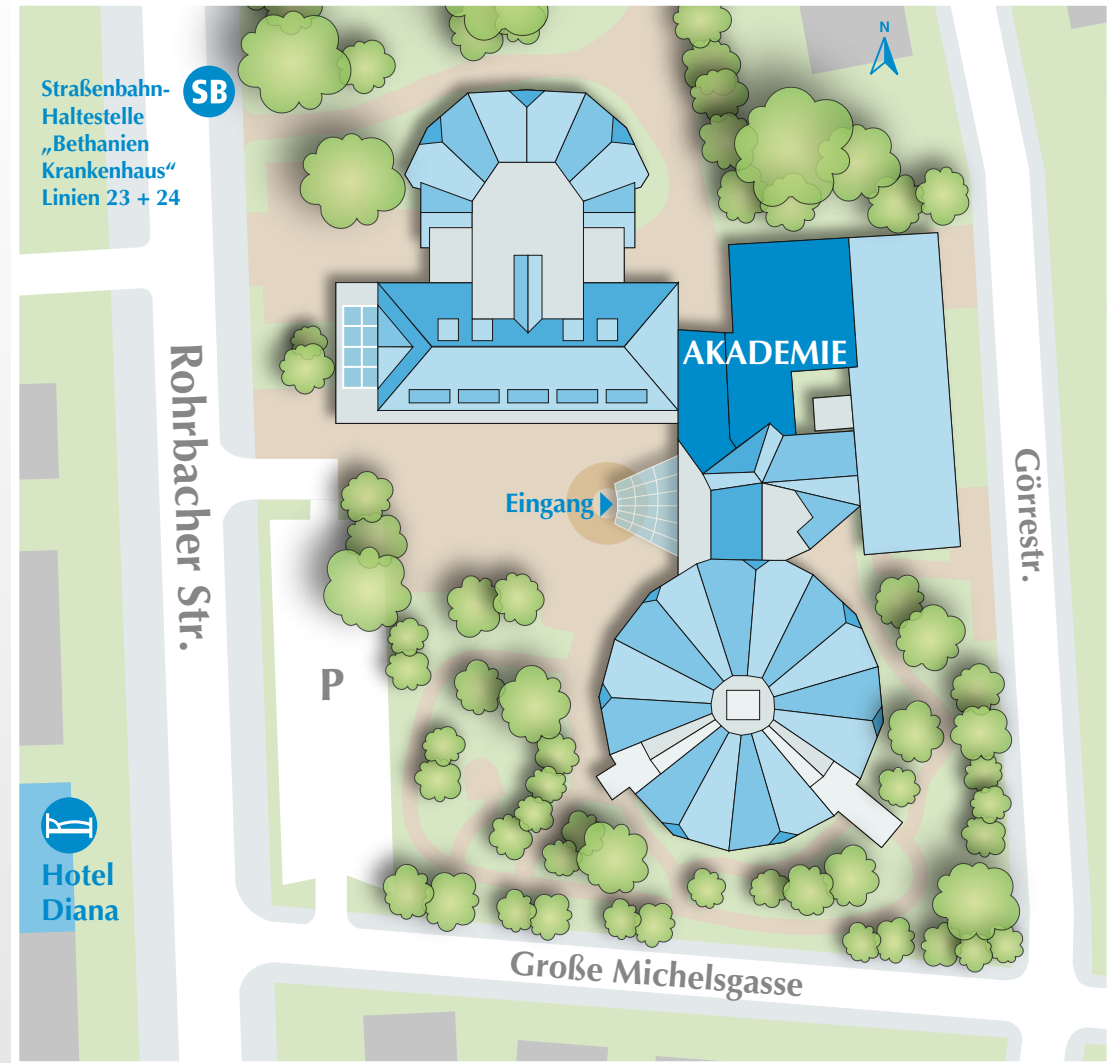 N
SB
Straßenbahn-
Haltestelle
„Bethanien
Krankenhaus“
Linien 23 + 24
AKADEMIE
Rohrbacher Str.
Eingang
Görrestr.
P
Hotel
Diana
Große Michelsgasse